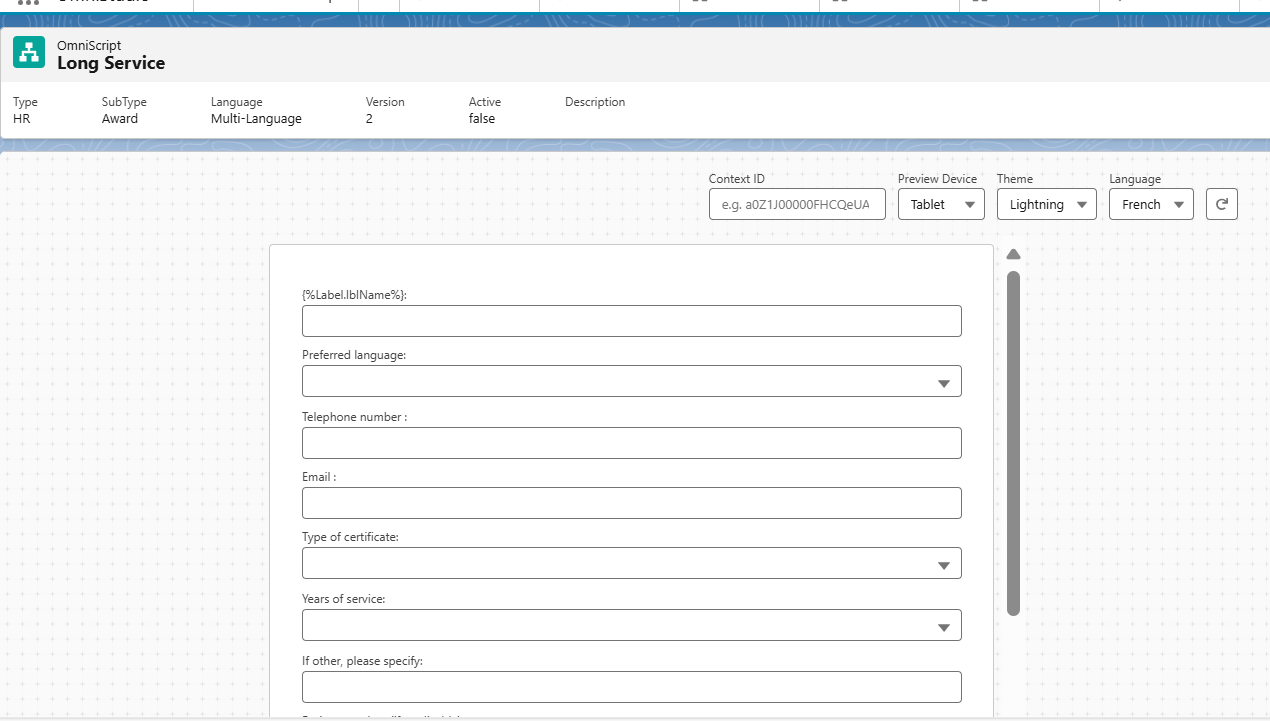 OmniScript
Long Service
Type SubType Language Version Active Description
HR Award Multi-Language 2 false
Context ID Preview Device Theme Language
e.g. a0Z1J00000FHCQeUA Tablet Lightning French
{%Label.lblName%}:
Preferred language:
Telephone number :
Email :
Type of certificate:
Years of service:
If other, please specify: